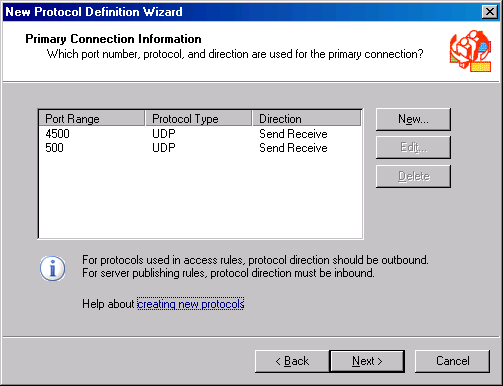 New Protocol Definition Wizard
Primary Connection Information
Which port number, protocol, and direction are used for the primary connection?
Port Range Protocol Type Direction
4500 UDP Send Receive
500 UDP Send Receive
New...
Edit...
Delete
For protocols used in access rules, protocol direction should be outbound.
For server publishing rules, protocol direction must be inbound.
Help about creating new protocols
< Back Next > Cancel